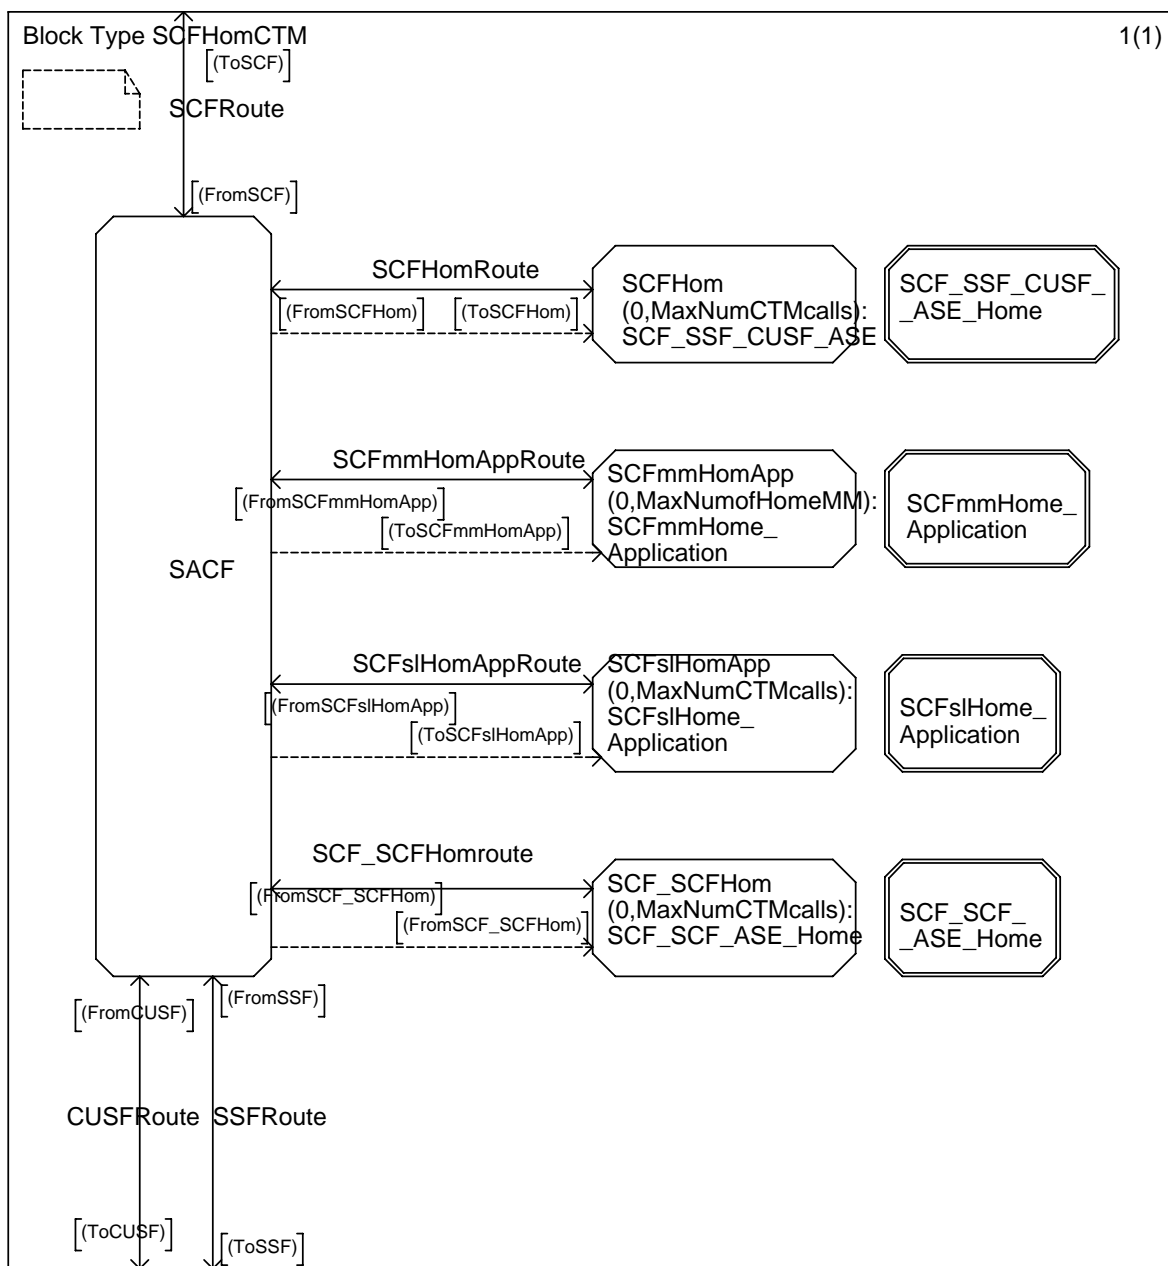 Block Type SCFHomCTM
1(1)
(ToSCF)
SCFRoute
(FromSCF)
SCFHomRoute
(FromSCFHom)
(ToSCFHom)
SCFHom
(0,MaxNumCTMcalls):
SCF_SSF_CUSF_ASE
SCF_SSF_CUSF_
_ASE_Home
SCFmmHomAppRoute
(FromSCFmmHomApp)
(ToSCFmmHomApp)
SCFmmHomApp
(0,MaxNumofHomeMM):
SCFmmHome_
Application
SCFmmHome_
Application
SACF
SCFslHomAppRoute
(FromSCFslHomApp)
(ToSCFslHomApp)
SCFslHomApp
(0,MaxNumCTMcalls):
SCFslHome_
Application
SCFslHome_
Application
SCF_SCFHomroute
(FromSCF_SCFHom)
(FromSCF_SCFHom)
SCF_SCFHom
(0,MaxNumCTMcalls):
SCF_SCF_ASE_Home
SCF_SCF_
_ASE_Home
(FromCUSF)
(FromSSF)
CUSFRoute
SSFRoute
(ToCUSF)
(ToSSF)